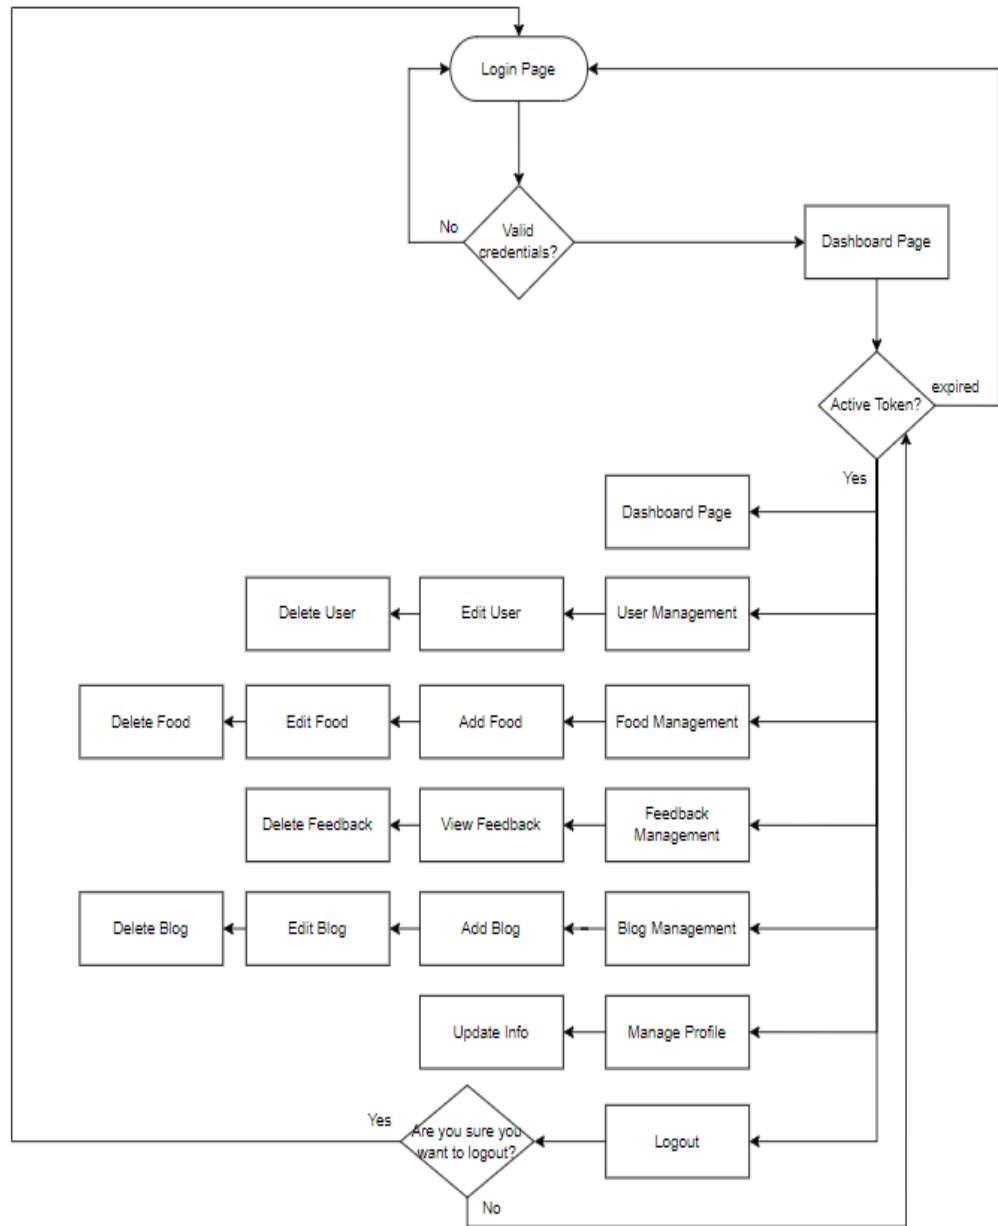 Login Page
No
Valid
credentials?
Dashboard Page
Active Token?
expired
Yes
Dashboard Page
Delete User
Edit User
User Management
Delete Food
Edit Food
Add Food
Food Management
Delete Feedback
View Feedback
Feedback
Management
Delete Blog
Edit Blog
Add Blog
Blog Management
Update Info
Manage Profile
Yes
Are you sure you
want to logout?
Logout
No